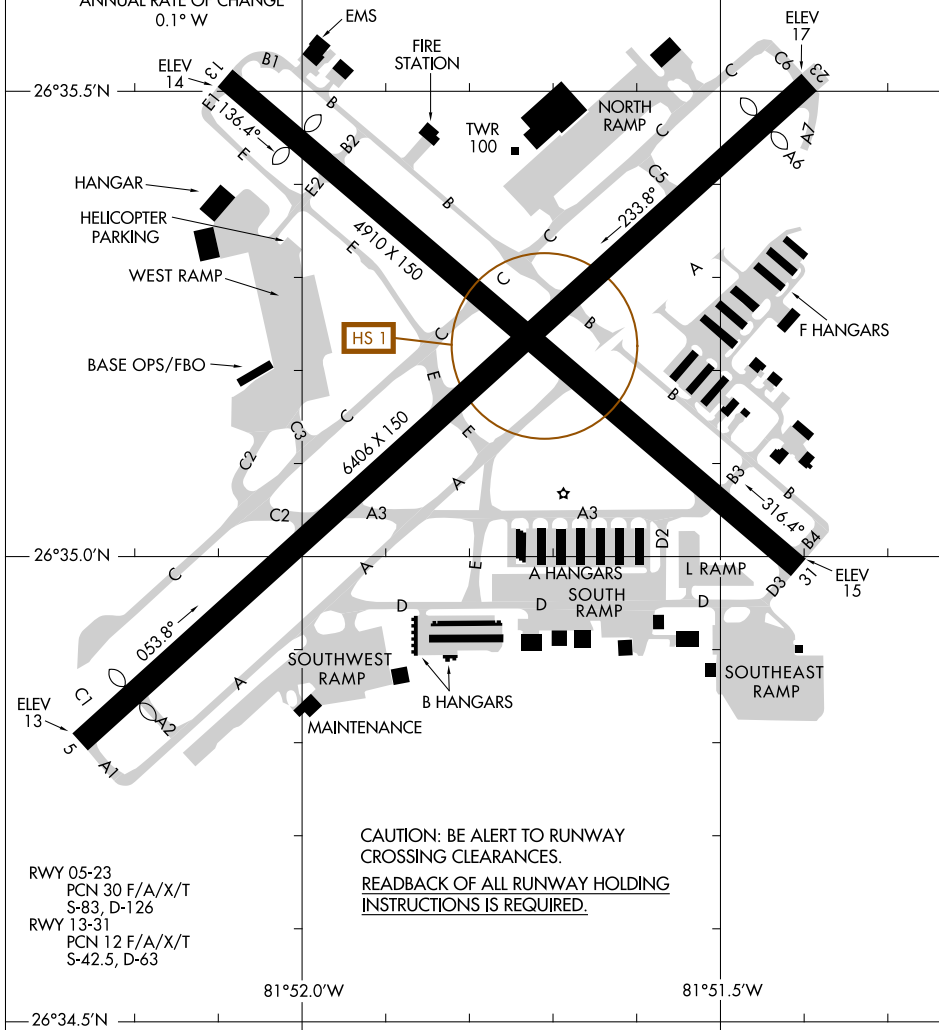 ANNUAL RATE OF CHANGE
0.1° W
EMS
FIRE
STATION
ELEV
17
ELEV
14
13
B1
B
C
C6
23
26°35.5'N
E1
136.4°
E
B2
E2
TWR
100
NORTH
RAMP
C
C5
A7
A6
HANGAR
HELICOPTER
PARKING
WEST RAMP
E
B
4910 X 150
233.8°
C
C
A
F HANGARS
HS 1
C
B
BASE OPS/FBO
E
C
E
B
C3
C2
6406 X 150
A
B3
B
316.4°
C2
A3
A3
D2
B4
26°35.0'N
C
A
E
A HANGARS
L RAMP
D3
31
ELEV
15
D
D
SOUTH
RAMP
D
053.8°
SOUTHWEST
RAMP
SOUTHEAST
RAMP
C1
A
B HANGARS
ELEV
13
A2
MAINTENANCE
5
A1
CAUTION: BE ALERT TO RUNWAY
CROSSING CLEARANCES.
READBACK OF ALL RUNWAY HOLDING
INSTRUCTIONS IS REQUIRED.
RWY 05-23
PCN 30 F/A/X/T
S-83, D-126
RWY 13-31
PCN 12 F/A/X/T
S-42.5, D-63
81°52.0'W
81°51.5'W
26°34.5'N